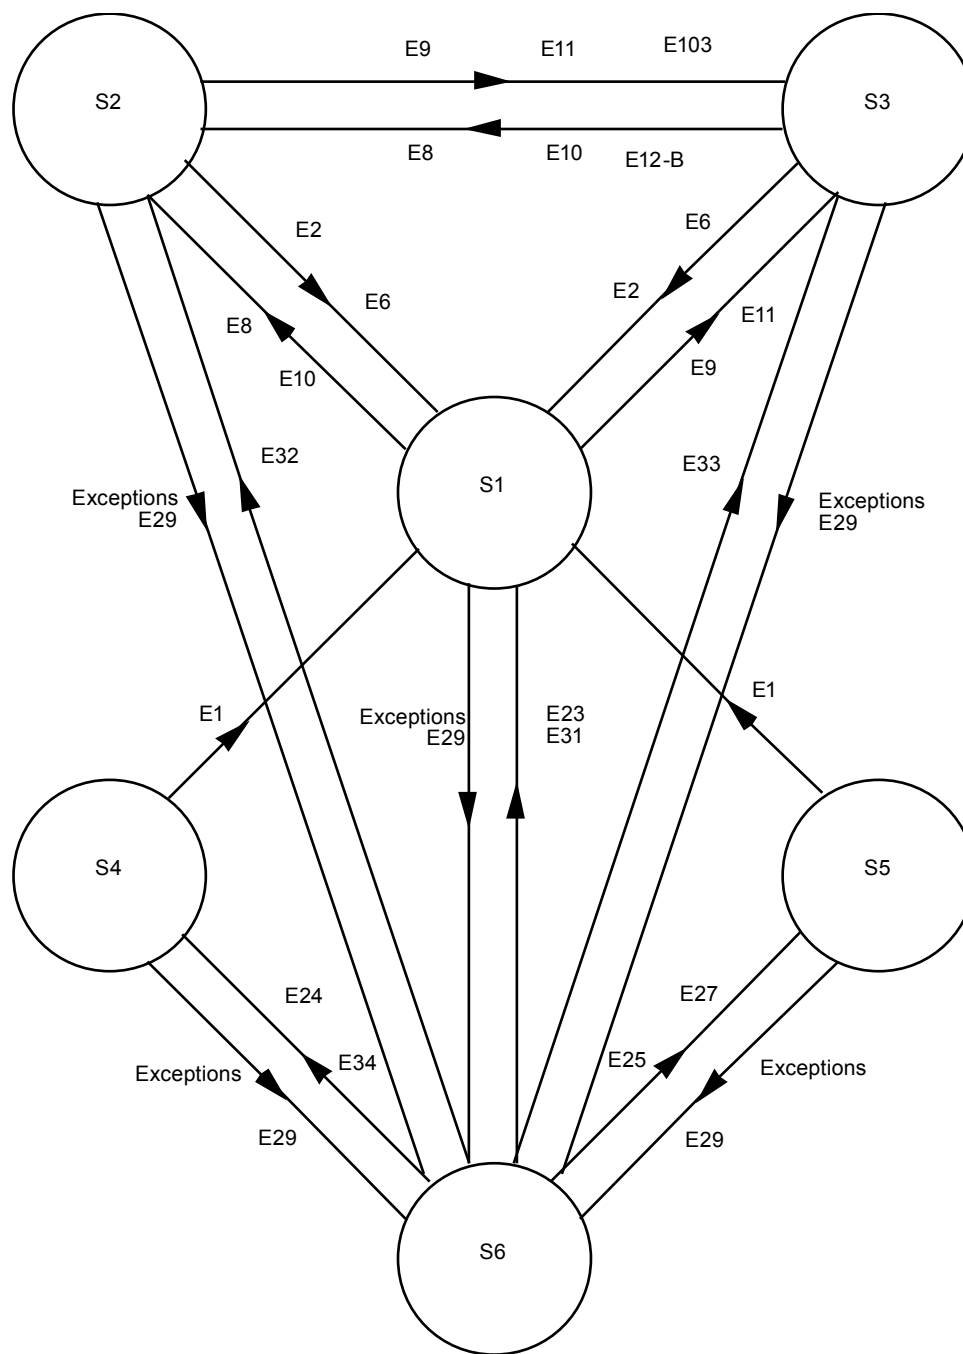 E9 E11 E103
S2 S3
E8 E10 E12-B
E2 E6
E6 E2
E8 E11
E10 E9
E32 E33
S1
Exceptions
E29
Exceptions
E29
E1 E1
Exceptions
E29
E23
E31
S4 S5
E24 E27
E34 E25
Exceptions Exceptions
E29 E29
S6